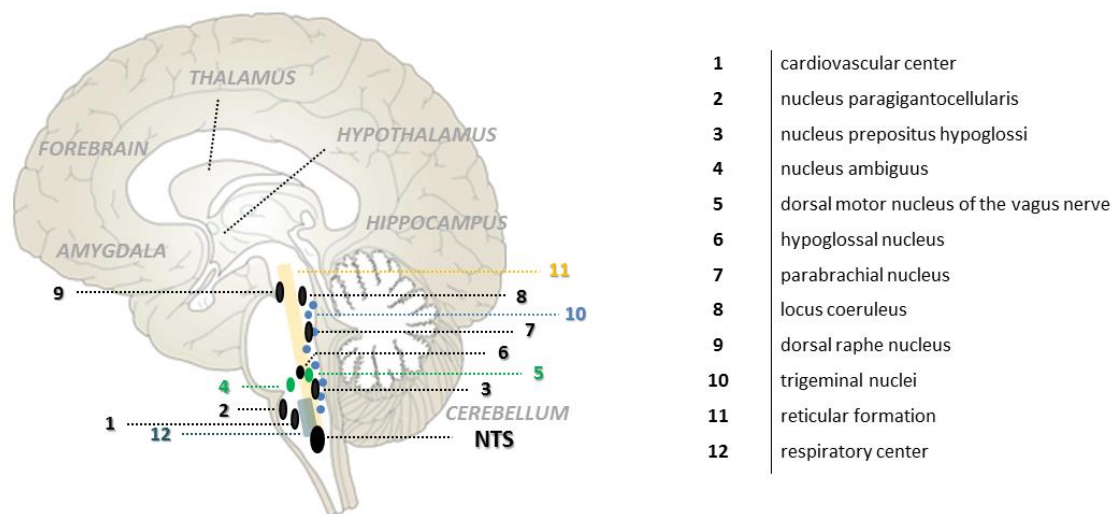 THALAMUS
HYPOTHALAMUS
FOREBRAIN
HIPPOCAMPUS
AMYGDALA
11
9
8
10
7
6
5
4
3
2
CEREBELLUM
1
12
NTS
1 cardiovascular center
2 nucleus paragigantocellularis
3 nucleus prepositus hypoglossi
4 nucleus ambiguus
5 dorsal motor nucleus of the vagus nerve
6 hypoglossal nucleus
7 parabrachial nucleus
8 locus coeruleus
9 dorsal raphe nucleus
10 trigeminal nuclei
11 reticular formation
12 respiratory center